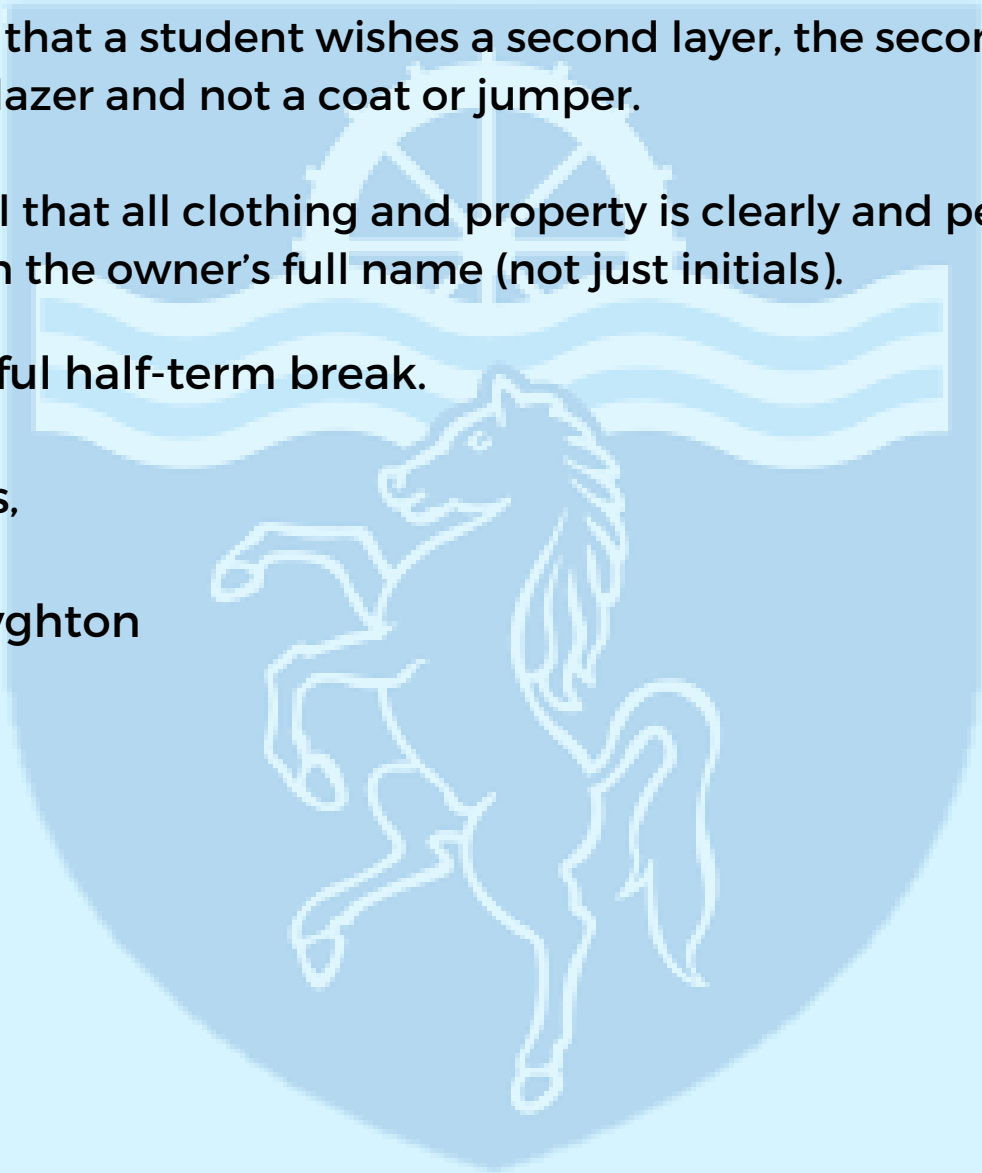 that a student wishes a second layer, the secon
lazer and not a coat or jumper.
l that all clothing and property is clearly and pe
n the owner's full name (not just initials).
ful half-term break.
s,
yghton